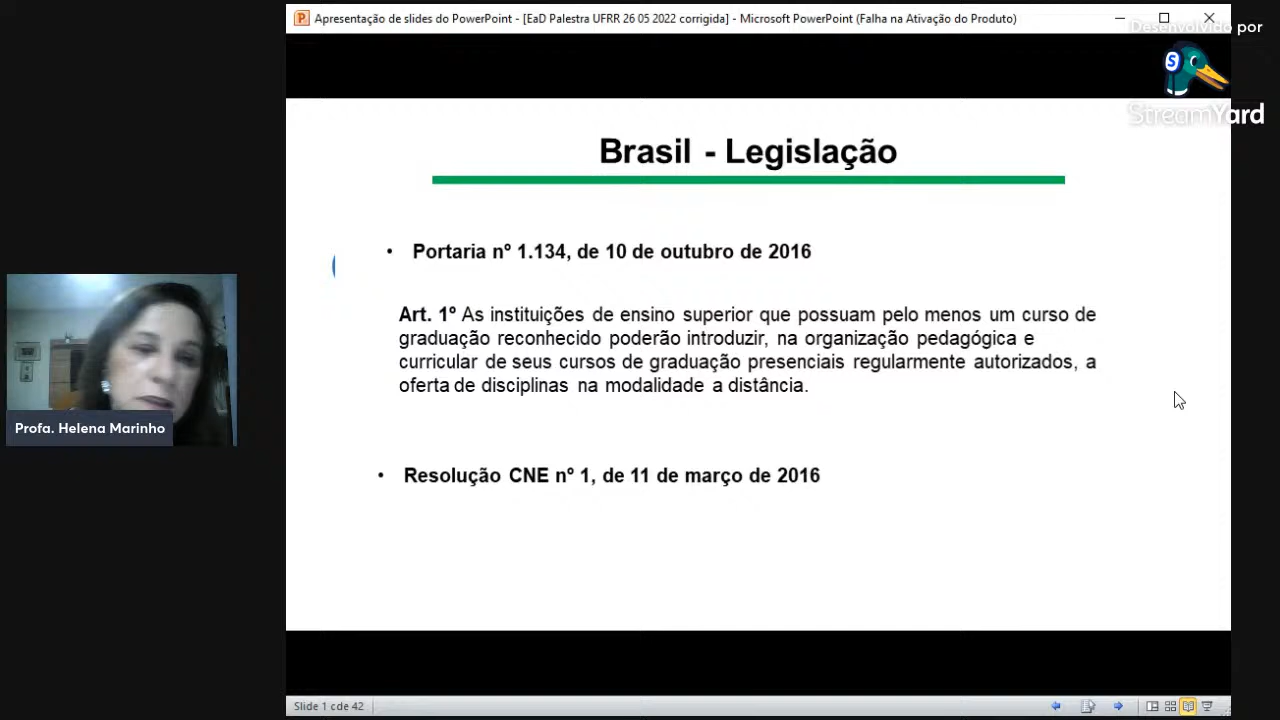 Apresentação de slides do PowerPoint - [EaD Palestra UFRR 26 05 2022 corrigida] - Microsoft PowerPoint (Falha na Ativação do Produto)
Desenvolvido por
S
StreamYard
Brasil - Legislação
• Portaria nº 1.134, de 10 de outubro de 2016
Art. 1º As instituições de ensino superior que possuam pelo menos um curso de
graduação reconhecido poderão introduzir, na organização pedagógica e
curricular de seus cursos de graduação presenciais regularmente autorizados, a
oferta de disciplinas na modalidade a distância.
Profa. Helena Marinho
• Resolução CNE nº 1, de 11 de março de 2016
Slide 1 cde 42